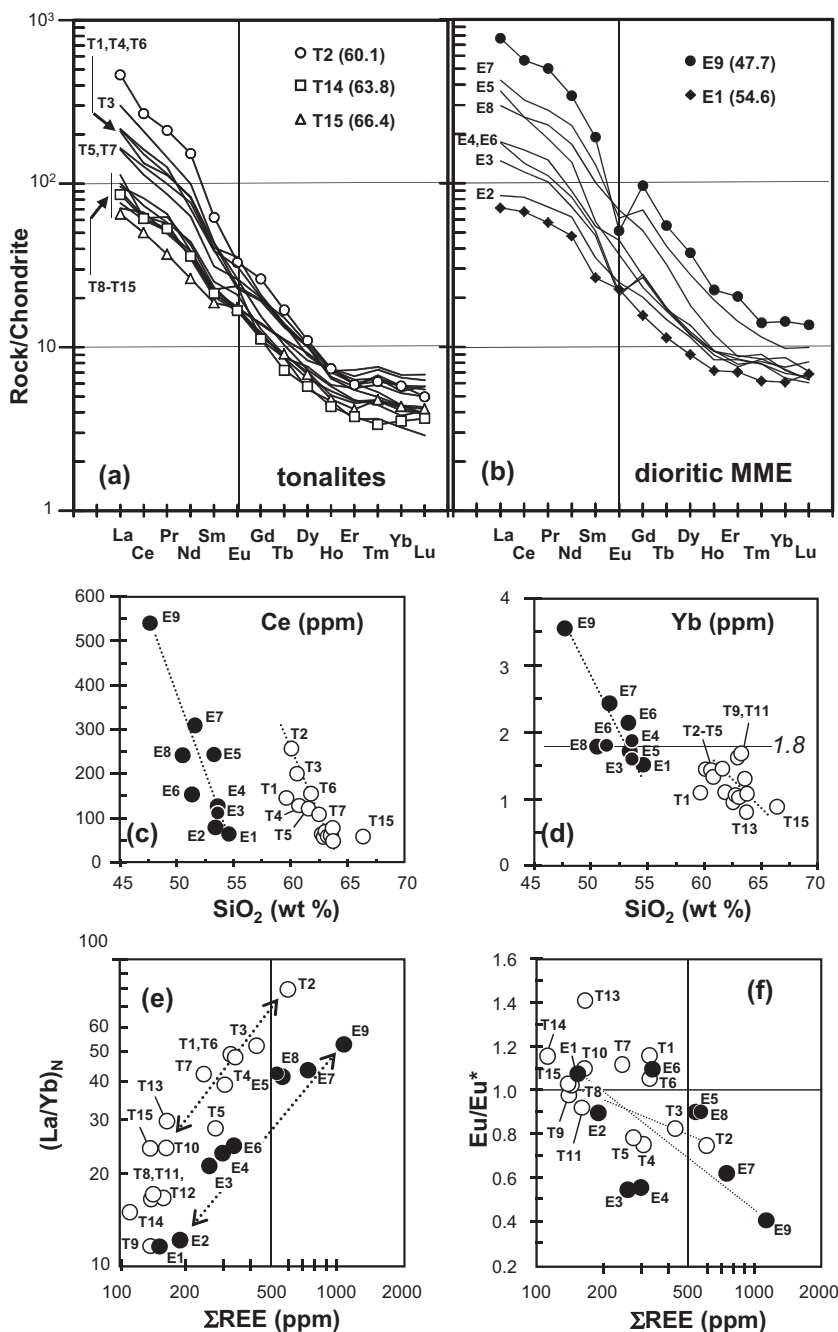 10³
10²
10
1
Rock/Chondrite
T1,T4,T6
T3
T5,T7
T8-T15
T2 (60.1)
T14 (63.8)
T15 (66.4)
(a)
tonalites
E7
E5
E8
E4,E6
E3
E2
E9 (47.7)
E1 (54.6)
(b)
dioritic MME
La Ce Pr Nd Sm Eu Gd Tb Dy Ho Er Tm Yb Lu
La Ce Pr Nd Sm Eu Gd Tb Dy Ho Er Tm Yb Lu
600
500
400
300
200
100
0
Ce (ppm)
E9
E7
E8
E5
E6
E4
E3
E2
E1
T2
T3
T1
T6
T4
T5
T7
T15
(c)
45 50 55 60 65 70
SiO₂ (wt %)
4
3
2
1
0
Yb (ppm)
E9
E7
E6
E6
E4
E8
E5
E3
E1
T9,T11
T2-T5
1.8
T1
T13
T15
(d)
45 50 55 60 65 70
SiO₂ (wt %)
100
80
60
50
40
30
20
10
(La/Yb)N
(e)
T2
T3
T1,T6
E9
T7
E8
E5
E7
T4
T13
T5
T15
T10
E6
E4
E3
T8,T11,
T12
T14
E2
T9
E1
100 200 500 1000 2000
ΣREE (ppm)
1.6
1.4
1.2
1.0
0.8
0.6
0.4
0.2
Eu/Eu*
(f)
T13
T14
E1
T10
T7
T1
E6
T15
T8
T6
E5
E8
T9
E2
T3
T2
T11
T5
T4
E7
E3
E4
E9
100 200 500 1000 2000
ΣREE (ppm)